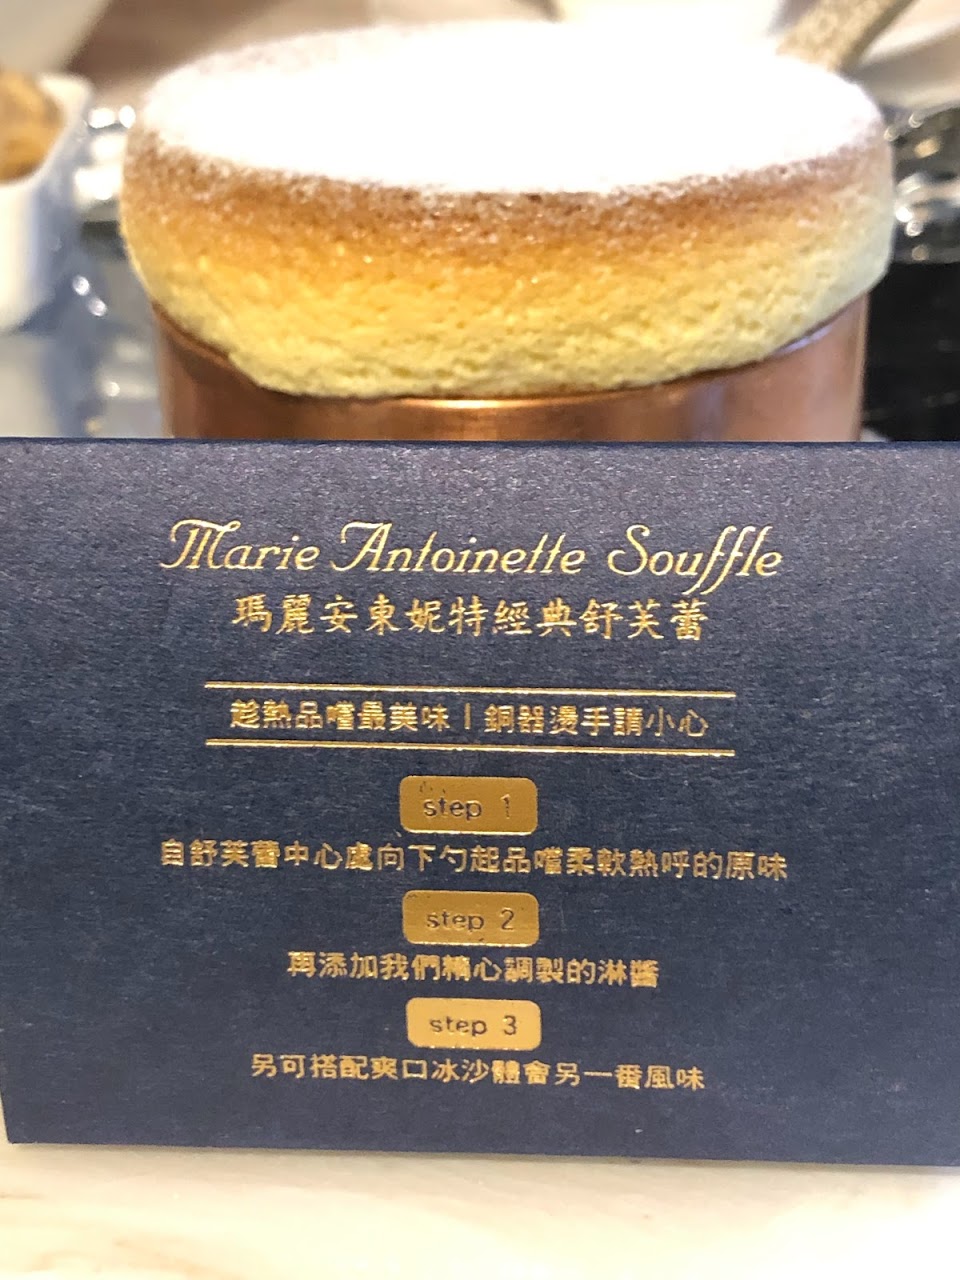 Marie Antoinette Souffle
瑪麗安東妮特經典舒芙蕾
趁熱品嚐最美味 | 銅器燙手請小心
step 1
自舒芙蕾中心處向下勺起品嚐柔軟熱呼的原味
step 2
再添加我們精心調製的淋醬
step 3
另可搭配爽口冰沙體會另一番風味